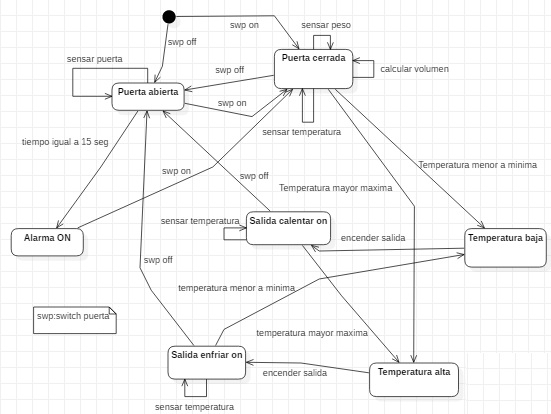 swp on
sensar peso
swp off
sensar puerta
Puerta cerrada
calcular volumen
swp off
Puerta abierta
swp on
sensar temperatura
tiempo igual a 15 seg
swp on
swp off
Temperatura menor a minima
Temperatura mayor maxima
sensar temperatura
Salida calentar on
Alarma ON
encender salida
Temperatura baja
swp off
temperatura menor a minima
swp:switch puerta
temperatura mayor maxima
Salida enfriar on
encender salida
Temperatura alta
sensar temperatura